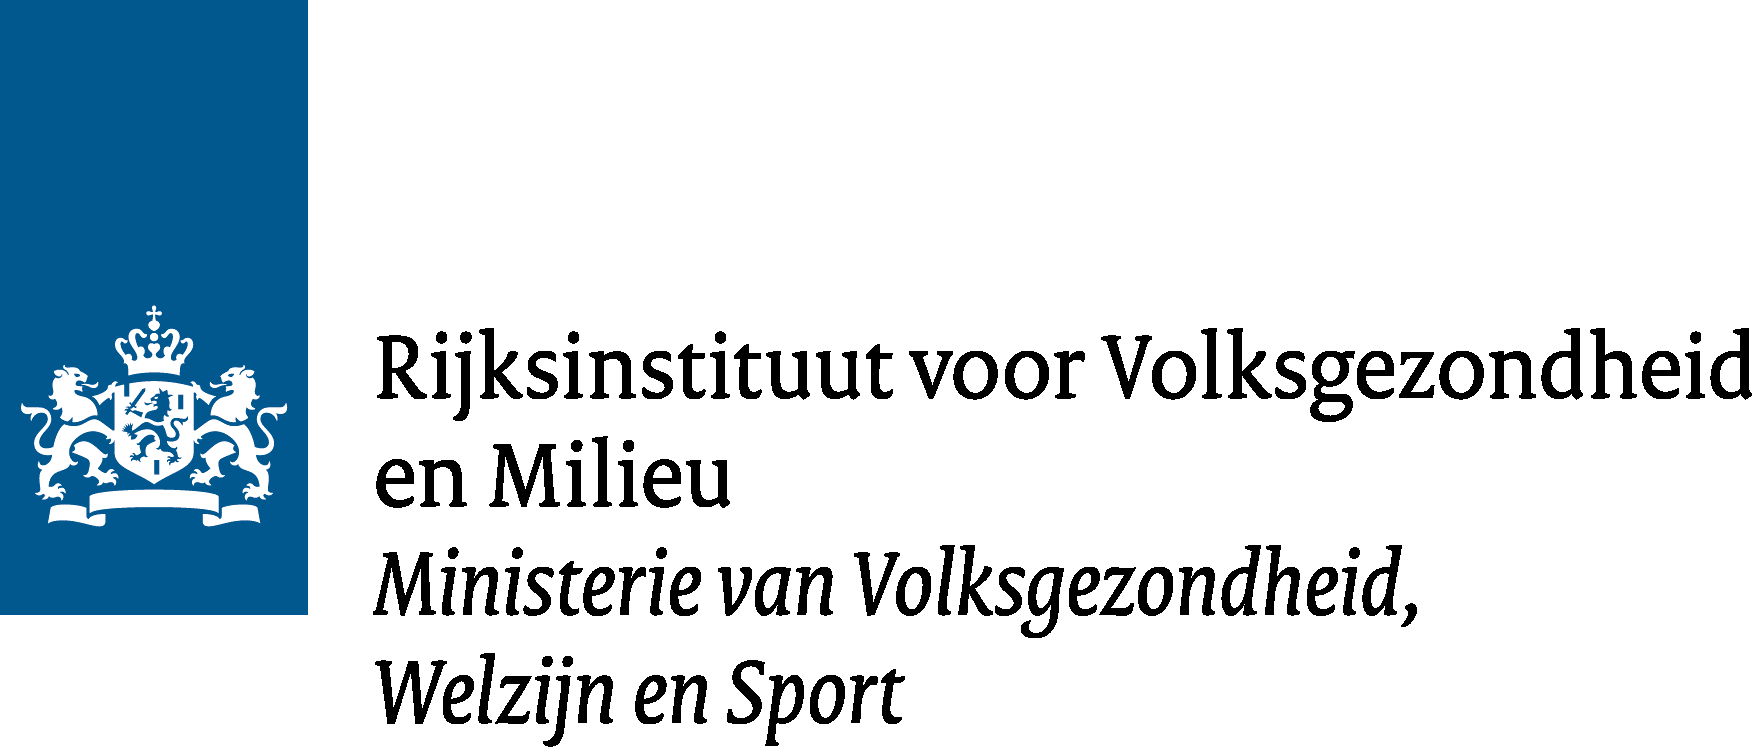 Rijksinstituut voor Volksgezondheid
en Milieu
Ministerie van Volksgezondheid,
Welzijn en Sport